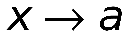 x → a